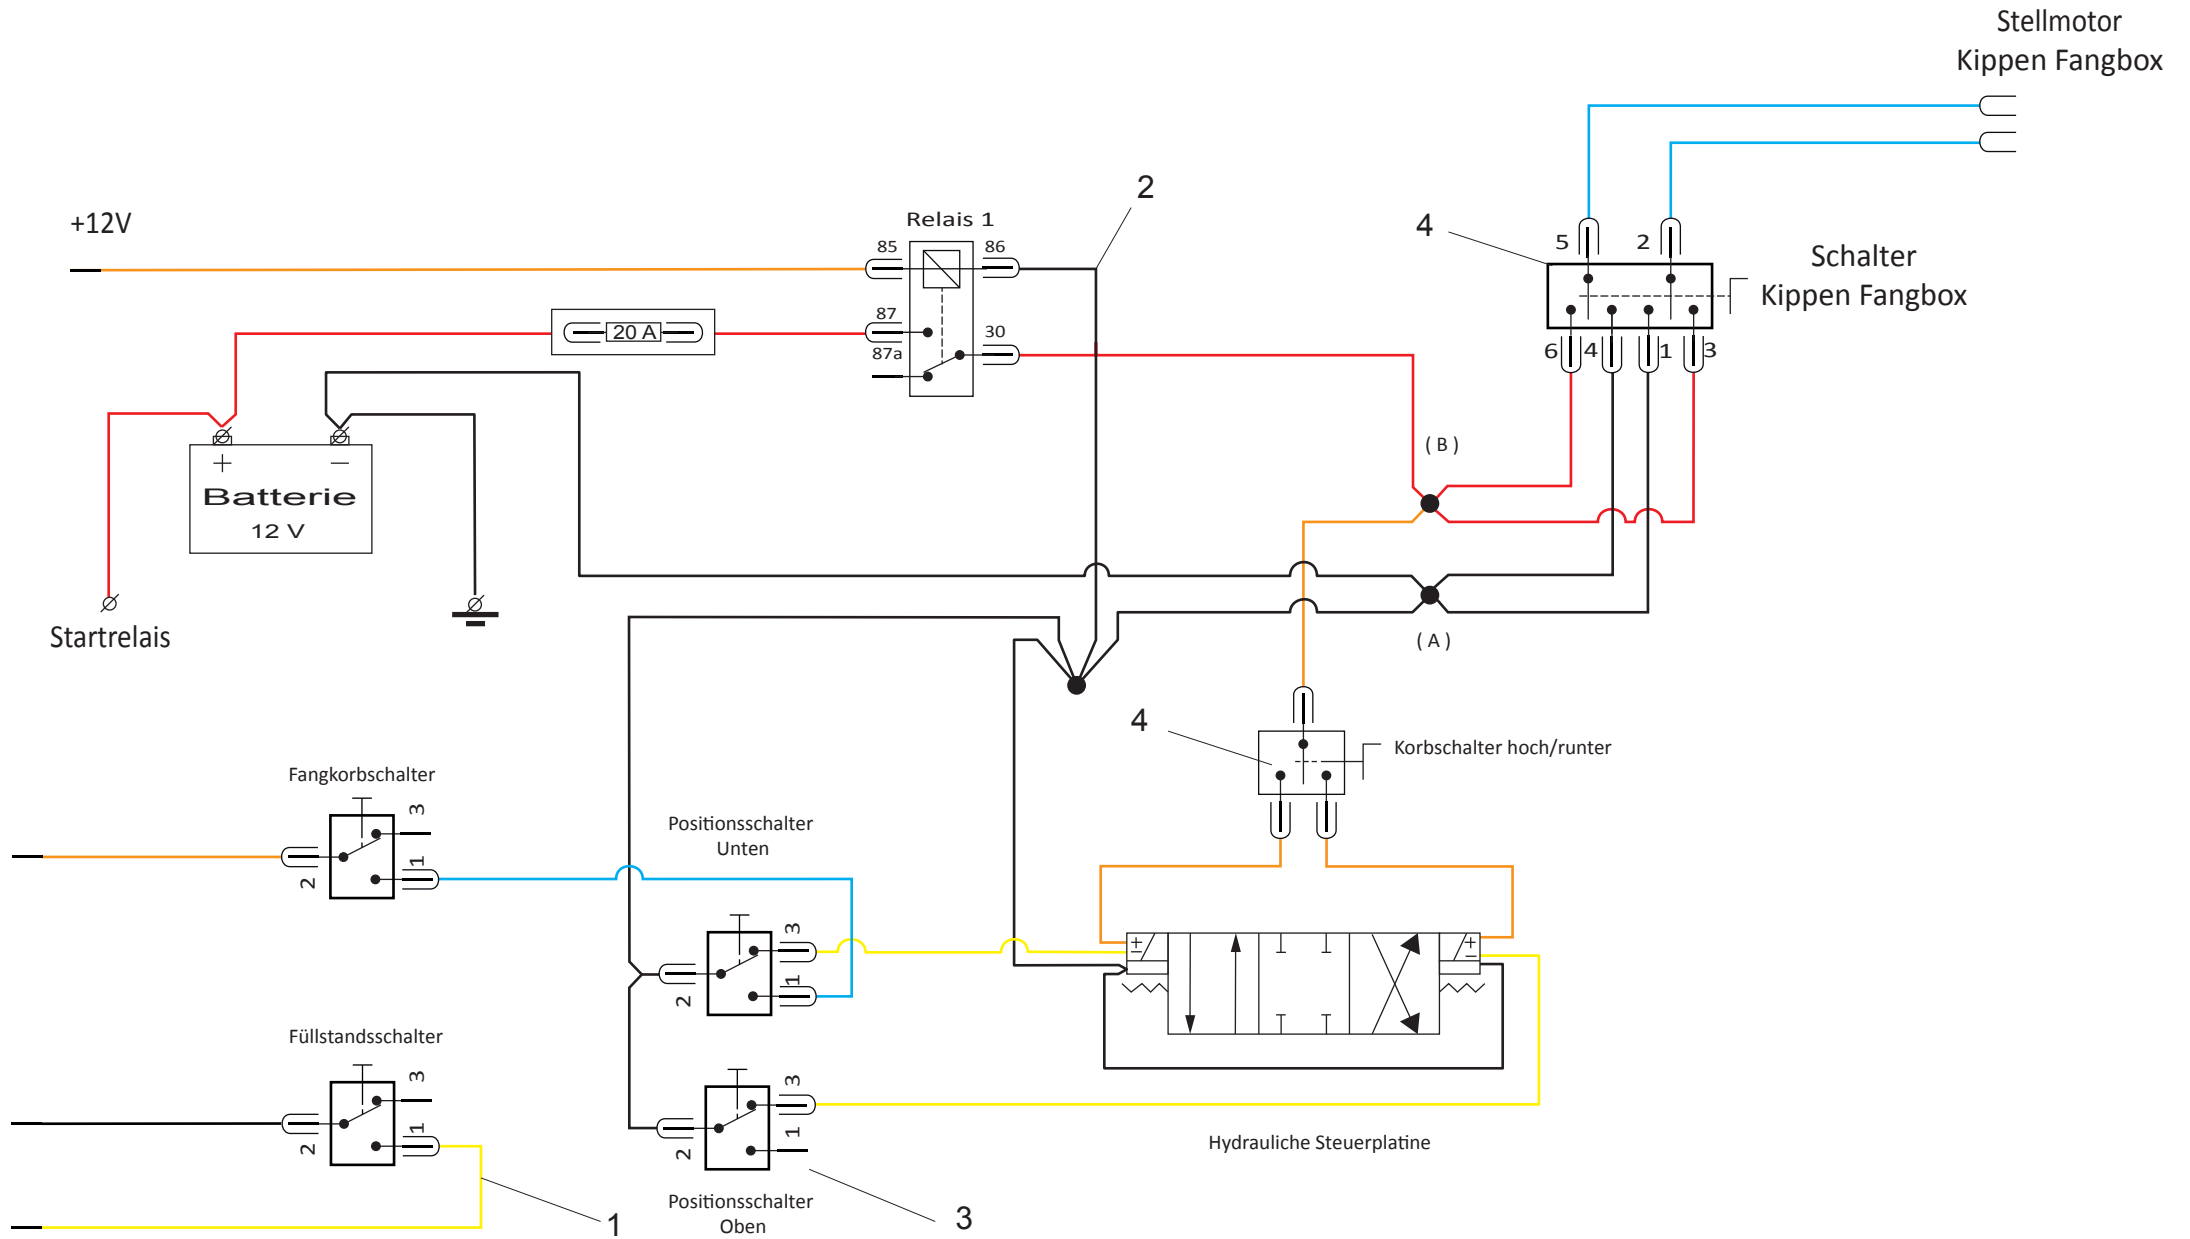 Stellmotor
Kippen Fangbox
+12V
Relais 1
2
4
85
86
5
2
Schalter
Kippen Fangbox
87
30
20 A
87a
6
4
1
3
( B )
+
−
Batterie
12 V
Startrelais
( A )
4
Korbschalter hoch/runter
Fangkorbschalter
3
1
2
Positionsschalter
Unten
3
1
2
+
−
+
−
Füllstandsschalter
3
1
2
3
1
2
Hydrauliche Steuerplatine
Positionsschalter
Oben
1
3